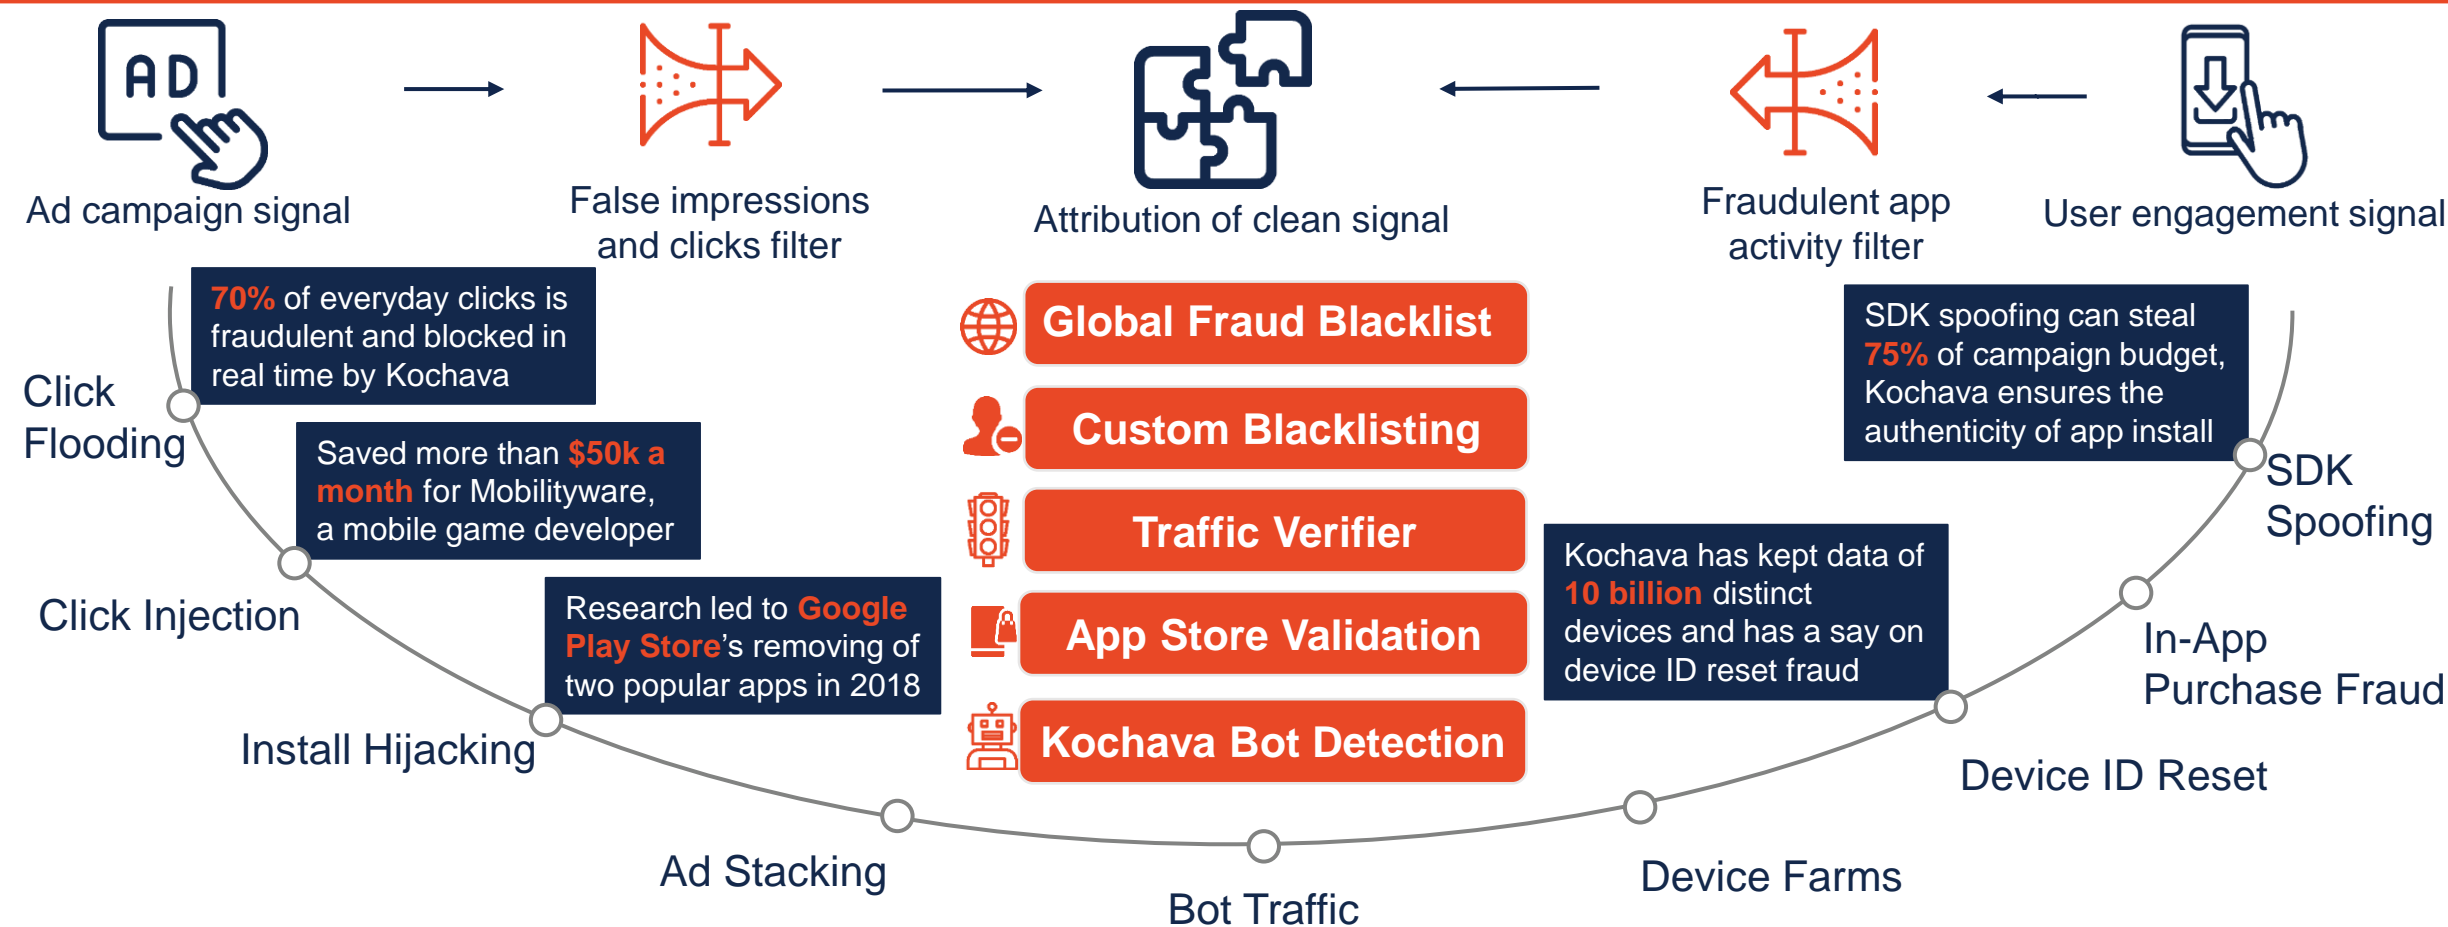 AD
Ad campaign signal
False impressions
and clicks filter
Attribution of clean signal
Fraudulent app
activity filter
User engagement signal
70% of everyday clicks is
fraudulent and blocked in
real time by Kochava
Click
Flooding
Saved more than $50k a
month for Mobilityware,
a mobile game developer
Click Injection
Research led to Google
Play Store’s removing of
two popular apps in 2018
Install Hijacking
Ad Stacking
Bot Traffic
Global Fraud Blacklist
Custom Blacklisting
Traffic Verifier
App Store Validation
Kochava Bot Detection
SDK spoofing can steal
75% of campaign budget,
Kochava ensures the
authenticity of app install
SDK
Spoofing
Kochava has kept data of
10 billion distinct
devices and has a say on
device ID reset fraud
In-App
Purchase Fraud
Device ID Reset
Device Farms